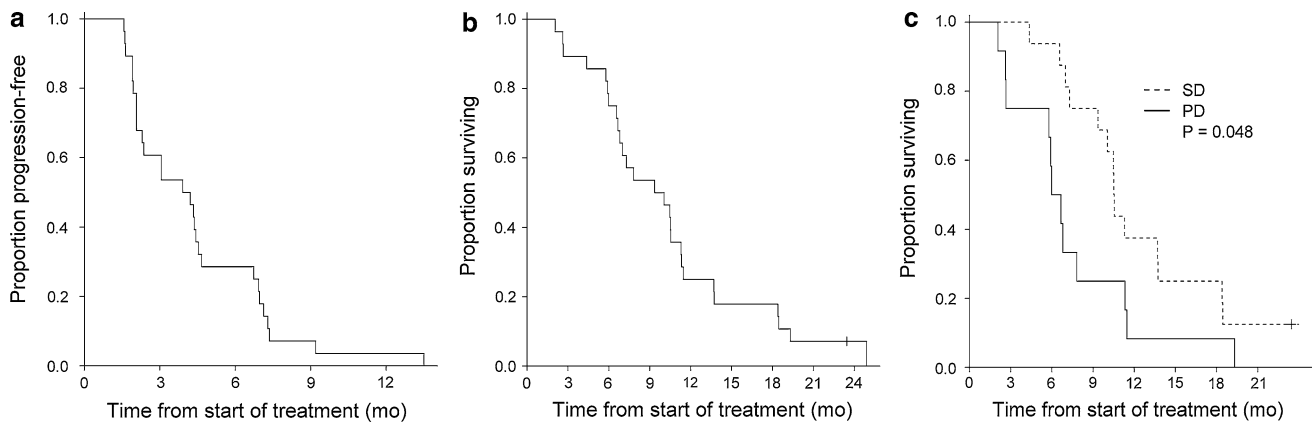 a
Proportion progression-free
1.0
0.8
0.6
0.4
0.2
0.0
0 3 6 9 12
Time from start of treatment (mo)
b
Proportion surviving
1.0
0.8
0.6
0.4
0.2
0.0
0 3 6 9 12 15 18 21 24
Time from start of treatment (mo)
c
Proportion surviving
1.0
0.8
0.6
0.4
0.2
0.0
SD
PD
P = 0.048
0 3 6 9 12 15 18 21
Time from start of treatment (mo)